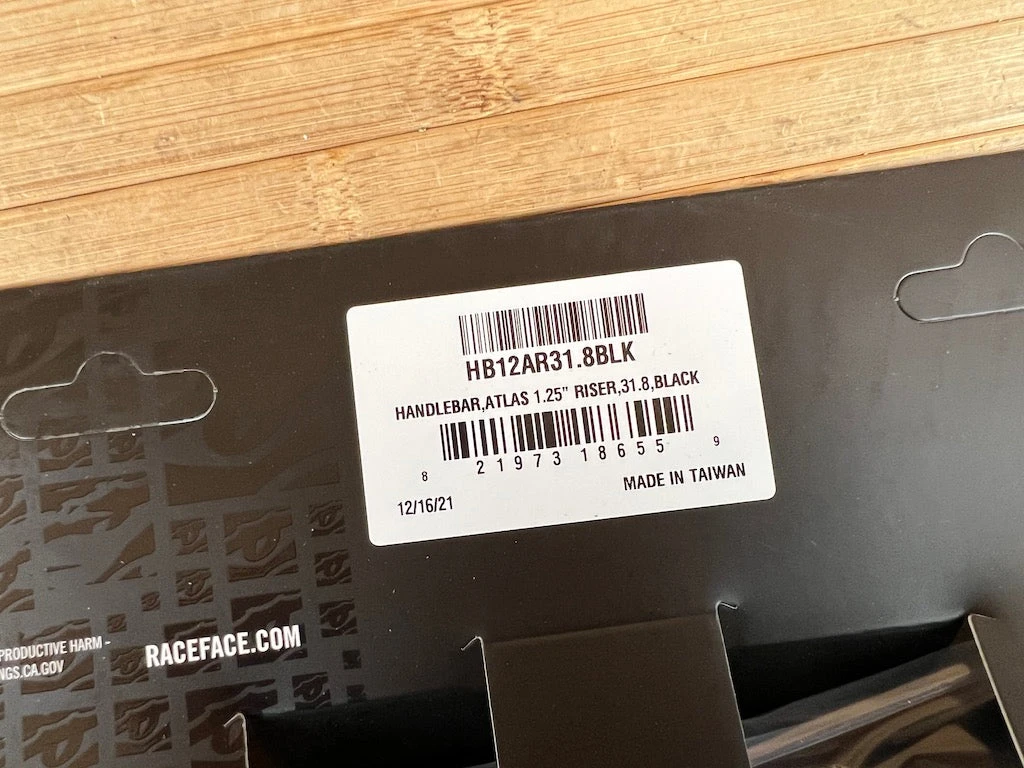 HB12AR31.8BLK
HANDLEBAR,ATLAS 1.25" RISER,31.8,BLACK
8 21973 18655 9
12/16/21
MADE IN TAIWAN
PRODUCTIVE HARM -
NGS.CA.GOV
RACEFACE.COM